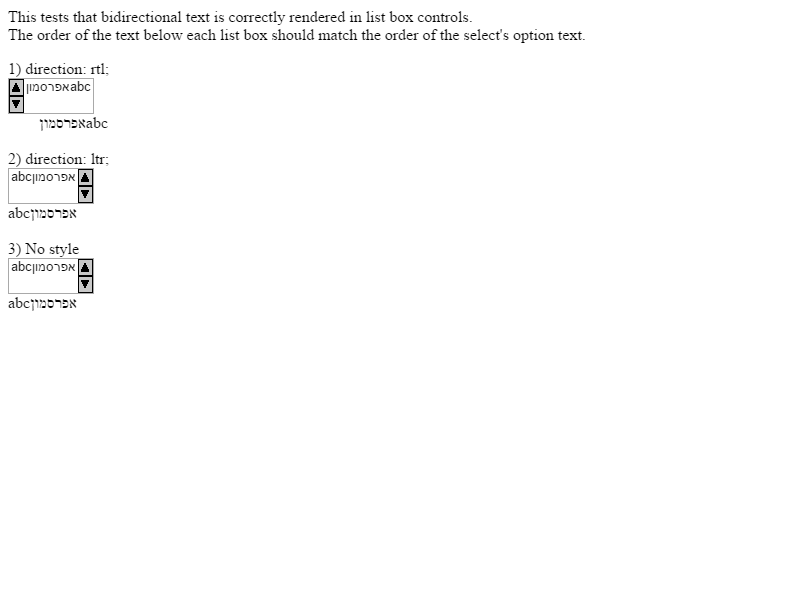 This tests that bidirectional text is correctly rendered in list box controls.
The order of the text below each list box should match the order of the select's option text.
1) direction: rtl;
abcאפרסמון
abcאפרסמון
2) direction: ltr;
abcאפרסמון
abcאפרסמון
3) No style
abcאפרסמון
abcאפרסמון